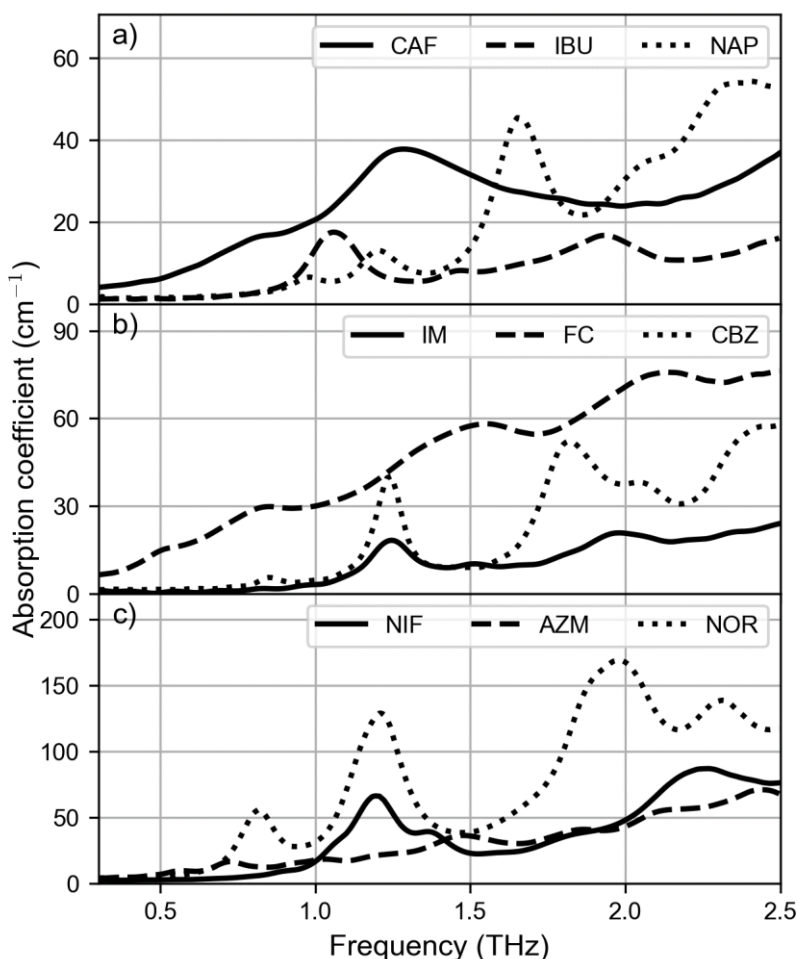 a)
CAF IBU NAP
60
40
20
0
b)
IM FC CBZ
90
60
30
0
c)
NIF AZM NOR
200
150
100
50
0
0.5 1.0 1.5 2.0 2.5
Frequency (THz)
Absorption coefficient (cm⁻¹)